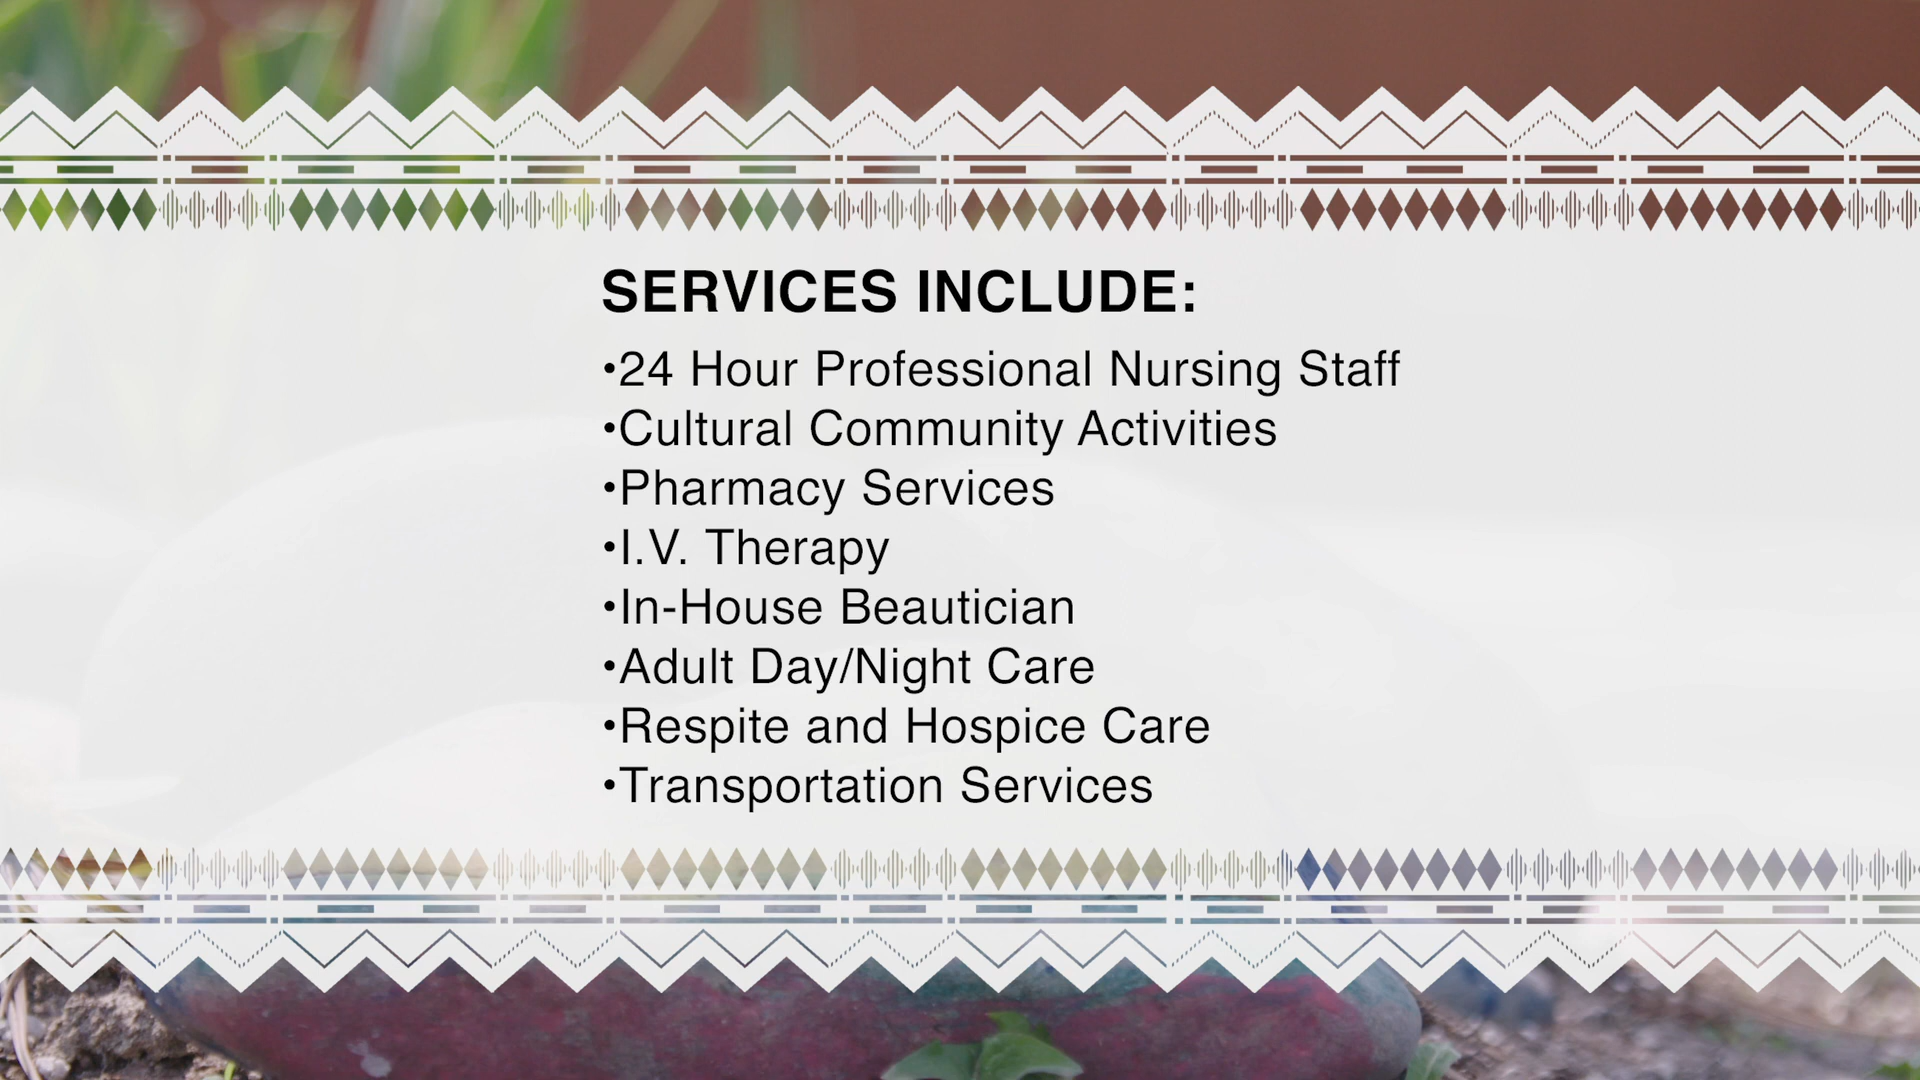 SERVICES INCLUDE:
•24 Hour Professional Nursing Staff
•Cultural Community Activities
•Pharmacy Services
•I.V. Therapy
•In-House Beautician
•Adult Day/Night Care
•Respite and Hospice Care
•Transportation Services